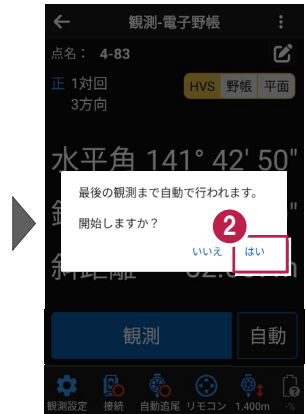 観測-電子野帳
点名： 4-83
正 1対回
3方向
HVS 野帳 平面
水平角 141° 42' 50"
最後の観測まで自動で行われます。
開始しますか？
2
いいえ はい
観測 自動
観測設定 接続 自動追尾 リモコン 1.400m